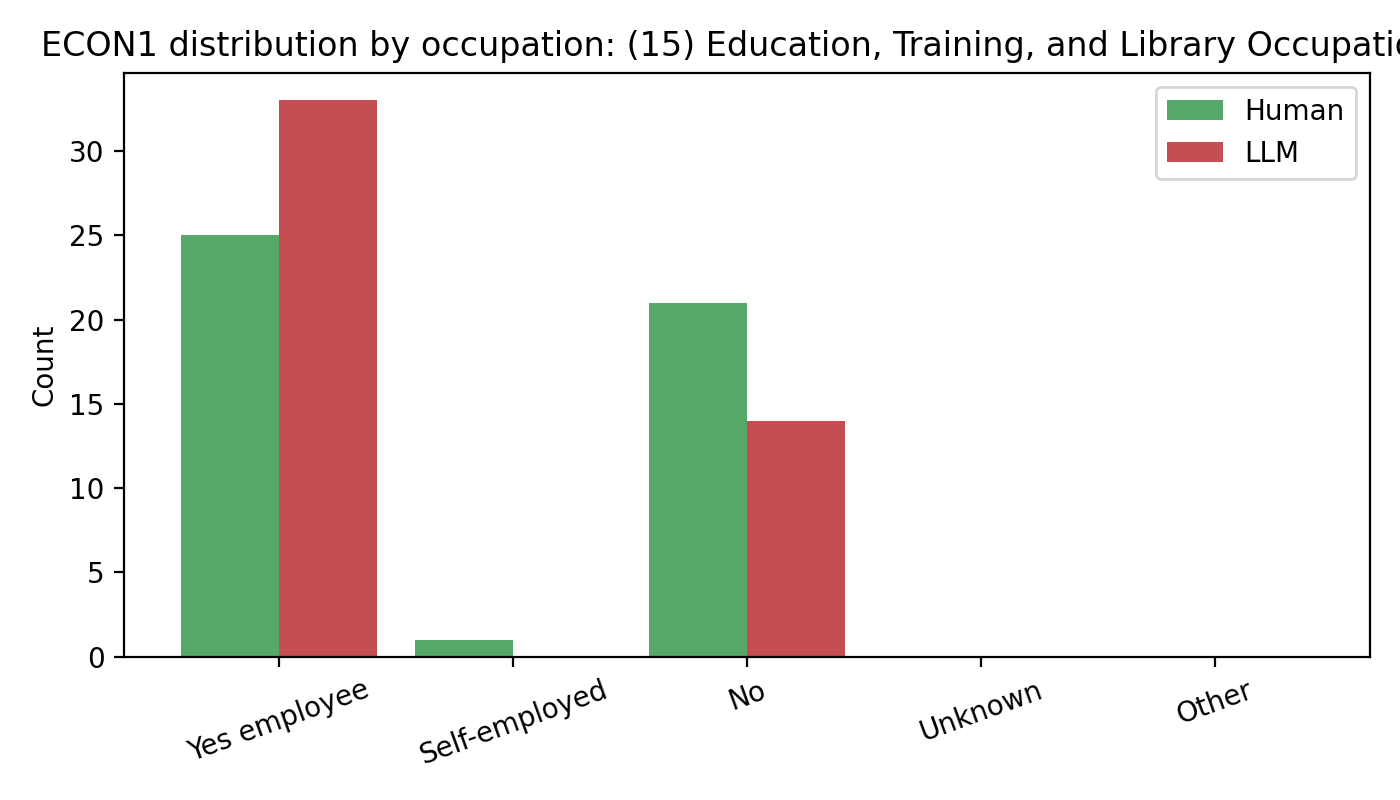 ECON1 distribution by occupation: (15) Education, Training, and Library
Human
LLM
30
25
20
15
10
5
0
Count
Yes employee
Self-employed
No
Unknown
Other